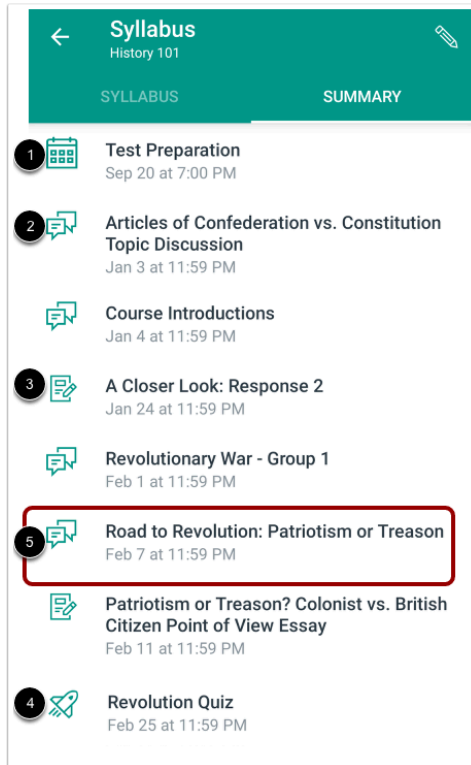 Syllabus
History 101
SYLLABUS SUMMARY
1
Test Preparation
Sep 20 at 7:00 PM
2
Articles of Confederation vs. Constitution
Topic Discussion
Jan 3 at 11:59 PM
Course Introductions
Jan 4 at 11:59 PM
3
A Closer Look: Response 2
Jan 24 at 11:59 PM
Revolutionary War - Group 1
Feb 1 at 11:59 PM
5
Road to Revolution: Patriotism or Treason
Feb 7 at 11:59 PM
Patriotism or Treason? Colonist vs. British
Citizen Point of View Essay
Feb 11 at 11:59 PM
4
Revolution Quiz
Feb 25 at 11:59 PM